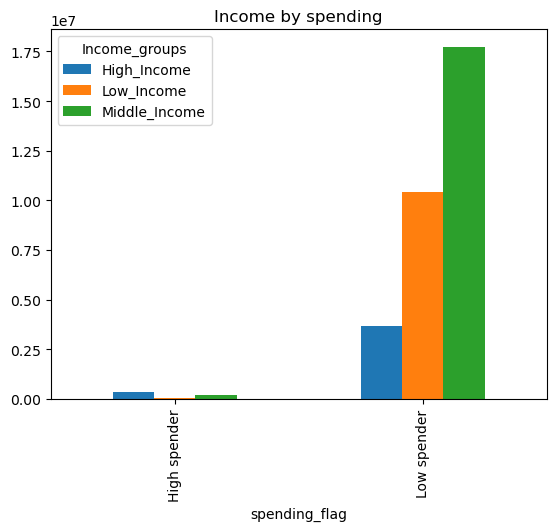 Income by spending
1e7
Income_groups
High_Income
Low_Income
Middle_Income
1.75
1.50
1.25
1.00
0.75
0.50
0.25
0.00
High spender
Low spender
spending_flag